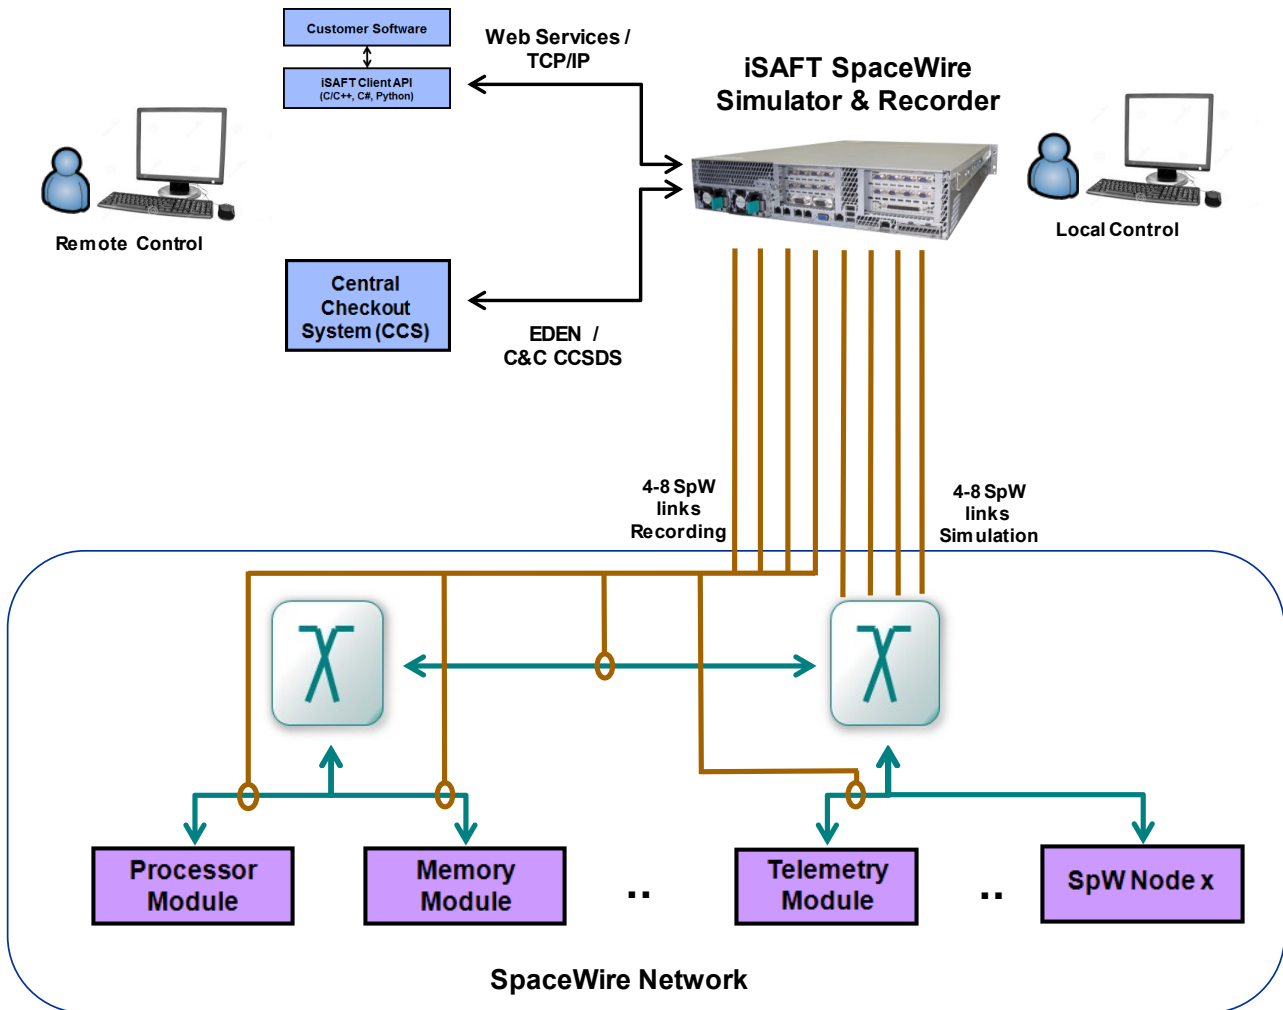 Customer Software
iSAFT Client API
(C/C++, C#, Python)
Web Services /
TCP/IP
iSAFT SpaceWire
Simulator & Recorder
Remote Control
Local Control
Central
Checkout
System (CCS)
EDEN /
C&C CCSDS
4-8 SpW
links
Recording
4-8 SpW
links
Simulation
Processor
Module
Memory
Module
..
Telemetry
Module
..
SpW Node x
SpaceWire Network